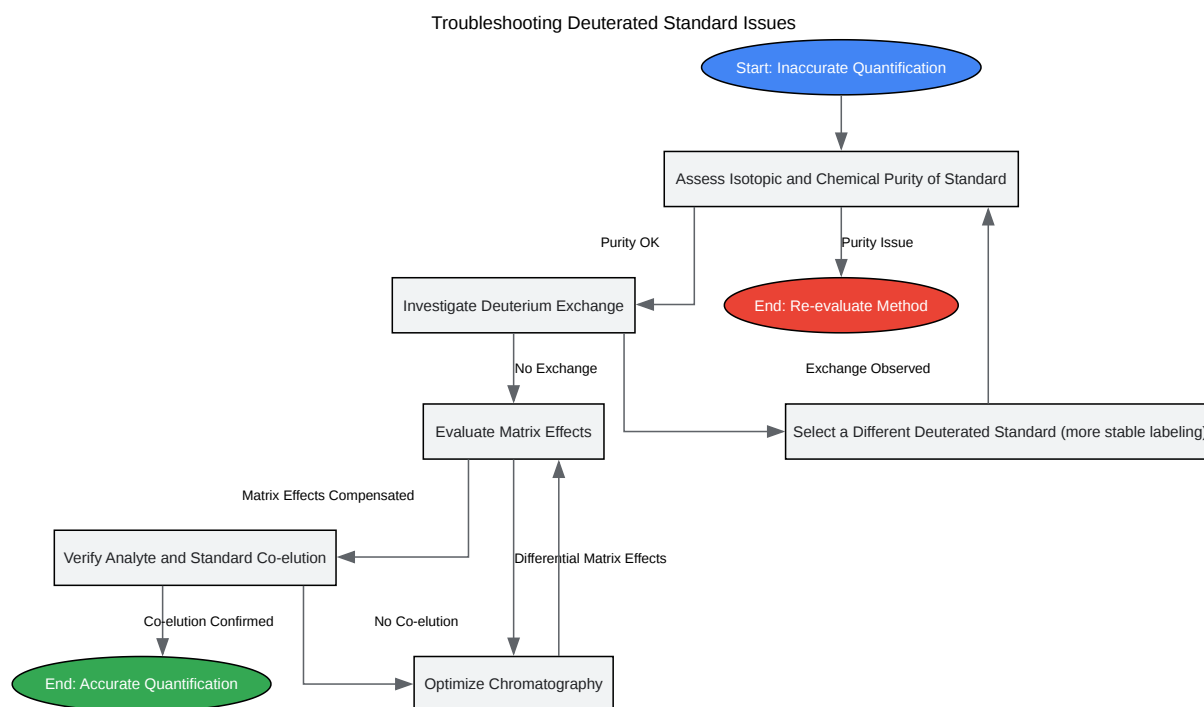 Troubleshooting Deuterated Standard Issues
Start: Inaccurate Quantification
Assess Isotopic and Chemical Purity of Standard
Purity OK
Purity Issue
Investigate Deuterium Exchange
End: Re-evaluate Method
No Exchange
Exchange Observed
Evaluate Matrix Effects
Select a Different Deuterated Standard (more stable labeling)
Matrix Effects Compensated
Verify Analyte and Standard Co-elution
Differential Matrix Effects
Co-elution Confirmed
No Co-elution
End: Accurate Quantification
Optimize Chromatography